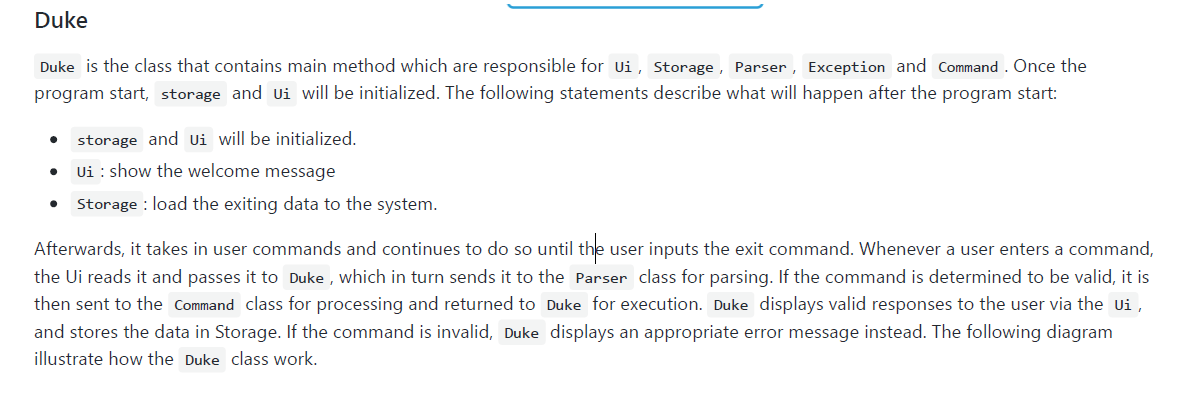 Duke
Duke is the class that contains main method which are responsible for Ui , Storage , Parser , Exception and Command . Once the
program start, storage and Ui will be initialized. The following statements describe what will happen after the program start:
• storage and Ui will be initialized.
• Ui : show the welcome message
• Storage : load the exiting data to the system.
Afterwards, it takes in user commands and continues to do so until the user inputs the exit command. Whenever a user enters a command,
the Ui reads it and passes it to Duke , which in turn sends it to the Parser class for parsing. If the command is determined to be valid, it is
then sent to the Command class for processing and returned to Duke for execution. Duke displays valid responses to the user via the Ui ,
and stores the data in Storage. If the command is invalid, Duke displays an appropriate error message instead. The following diagram
illustrate how the Duke class work.